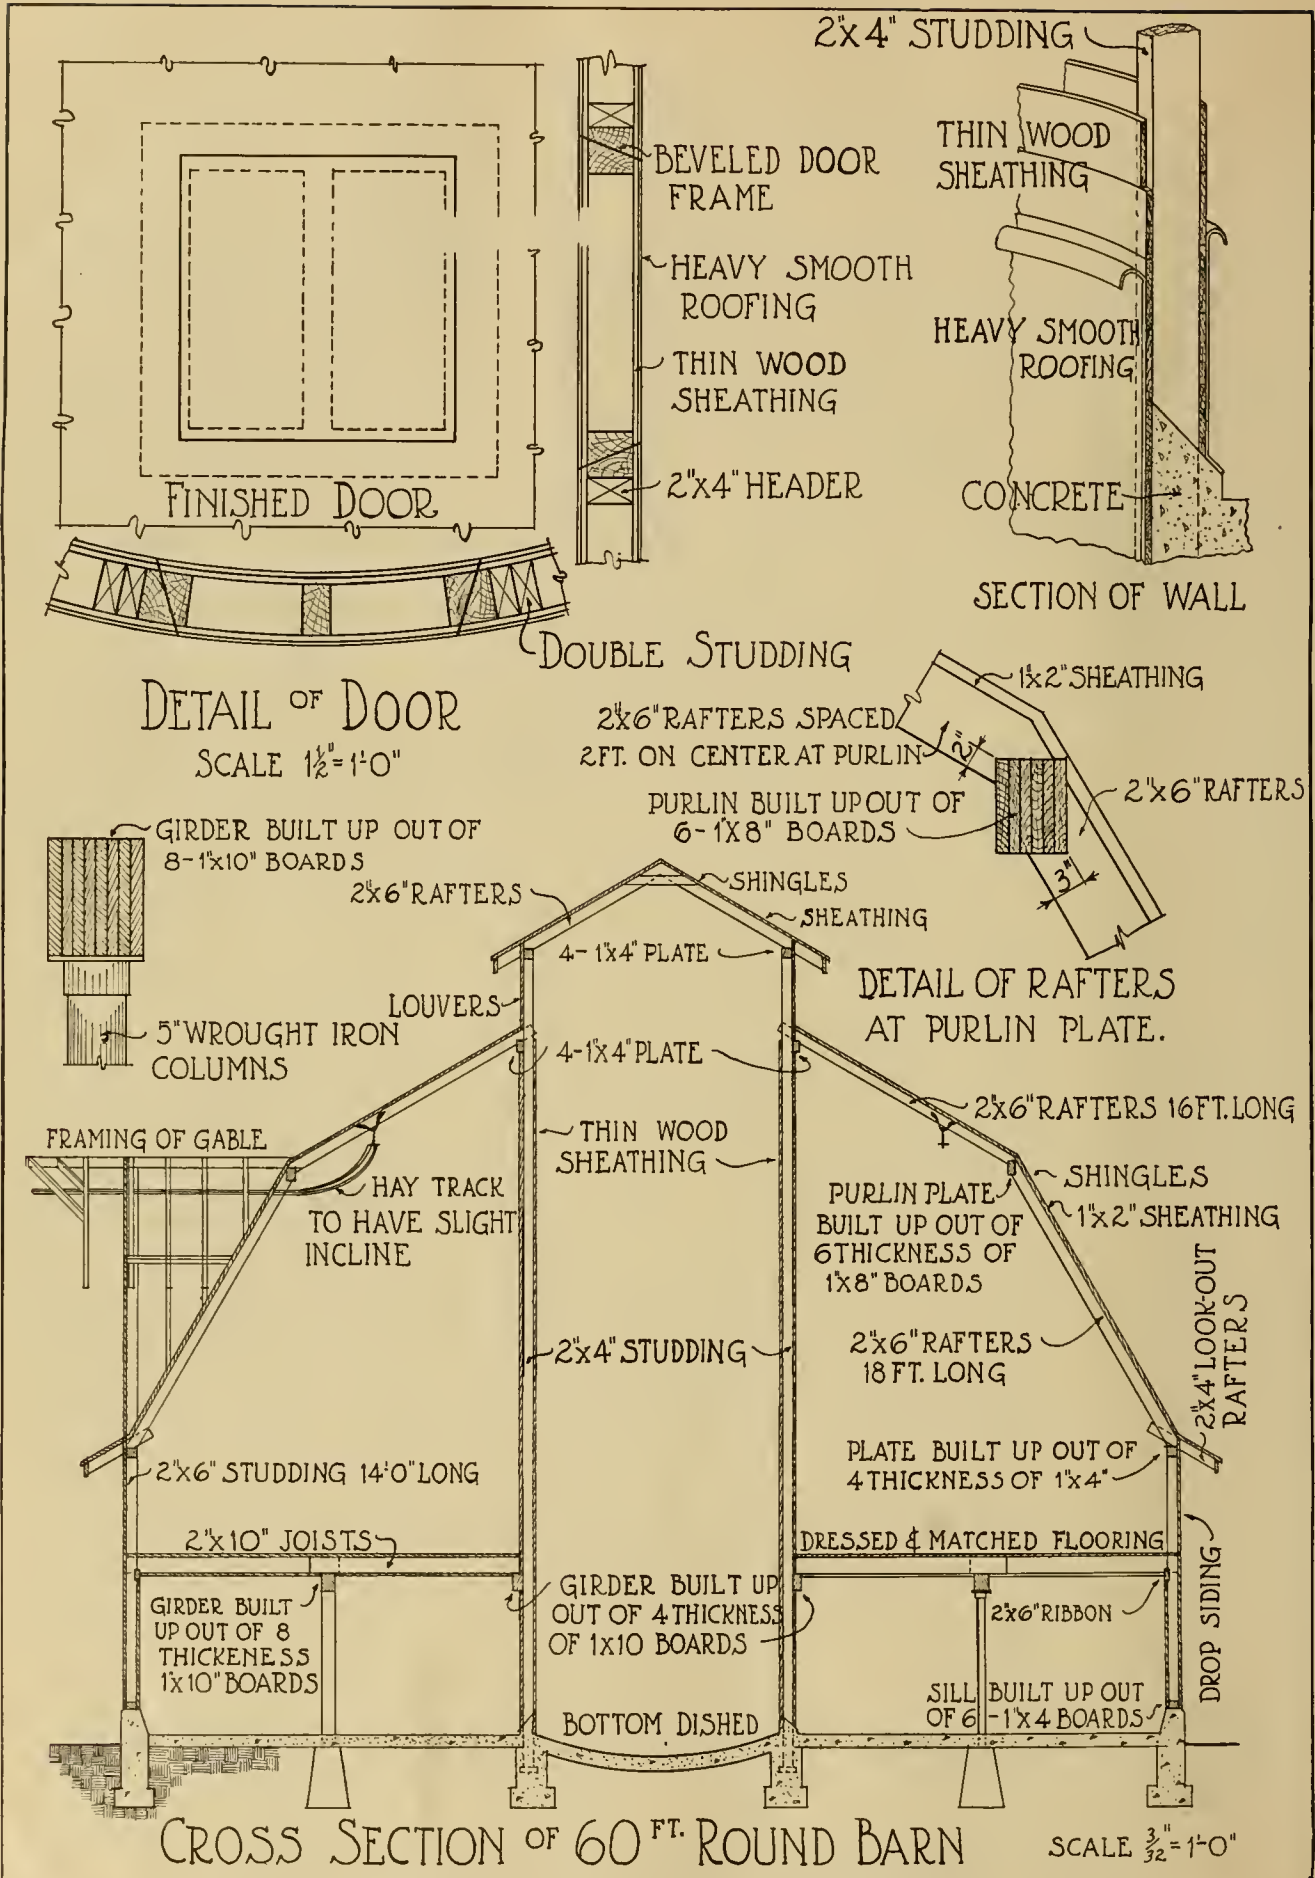 2"x4" STUDDING
THIN WOOD
SHEATHING
BEVELED DOOR
FRAME
HEAVY SMOOTH
ROOFING
THIN WOOD
SHEATHING
HEAVY SMOOTH
ROOFING
2"x4" HEADER
CONCRETE
FINISHED DOOR
SECTION OF WALL
DOUBLE STUDDING
DETAIL OF DOOR
SCALE 1½"=1'-0"
1"x2" SHEATHING
2"x6" RAFTERS SPACED
2FT. ON CENTER AT PURLIN
2"
2"x6" RAFTERS
PURLIN BUILT UP OUT OF
6-1"x8" BOARDS
3"
DETAIL OF RAFTERS
AT PURLIN PLATE.
GIRDER BUILT UP OUT OF
8-1"x10" BOARDS
5" WROUGHT IRON
COLUMNS
2"x6" RAFTERS
SHINGLES
SHEATHING
4-1"x4" PLATE
LOUVERS
4-1"x4" PLATE
2"x6" RAFTERS 16FT. LONG
FRAMING OF GABLE
THIN WOOD
SHEATHING
HAY TRACK
TO HAVE SLIGHT
INCLINE
SHINGLES
1"x2" SHEATHING
PURLIN PLATE
BUILT UP OUT OF
6 THICKNESS OF
1"x8" BOARDS
2"x4" STUDDING
2"x6" RAFTERS
18 FT. LONG
2"x4" LOOK-OUT
RAFTERS
2"x6" STUDDING 14'-0" LONG
PLATE BUILT UP OUT OF
4 THICKNESS OF 1"x4"
2"x10" JOISTS
DRESSED & MATCHED FLOORING
GIRDER BUILT
UP OUT OF 8
THICKENESS
1"x10" BOARDS
GIRDER BUILT UP
OUT OF 4 THICKNESS
OF 1x10 BOARDS
2"x6" RIBBON
DROP SIDING
SILL BUILT UP OUT
OF 6-1"x4 BOARDS
BOTTOM DISHED
CROSS SECTION OF 60 FT. ROUND BARN
SCALE 3/32"=1'-0"